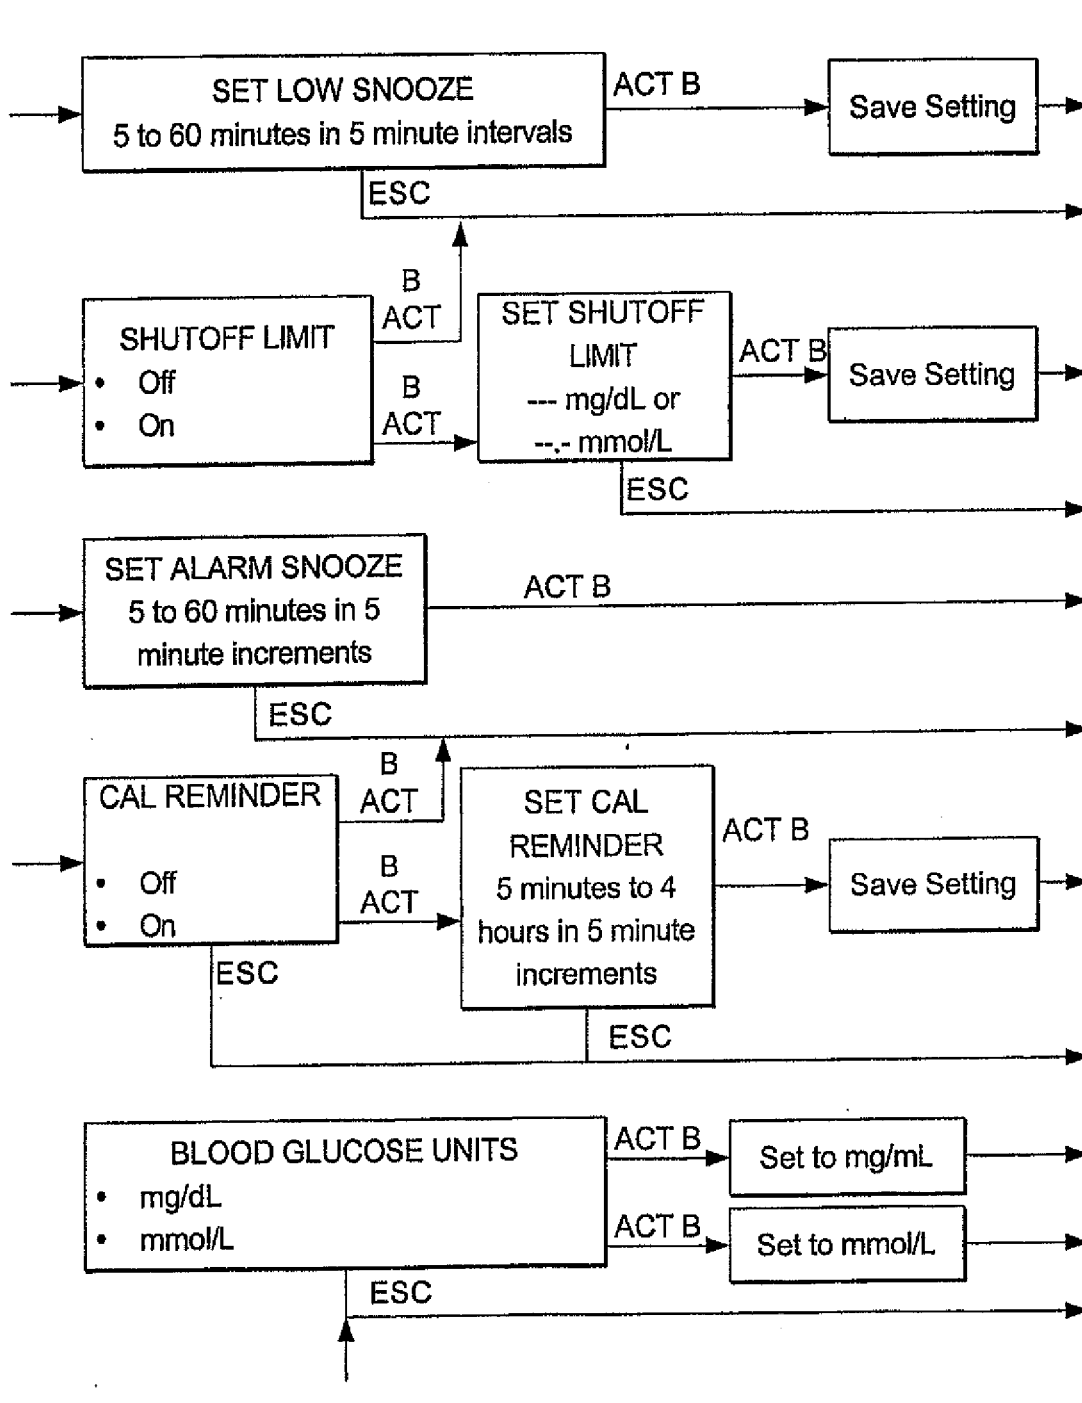 SET LOW SNOOZE
5 to 60 minutes in 5 minute intervals
ACT B
Save Setting
ESC
SHUTOFF LIMIT
• Off
• On
B
ACT
B
ACT
SET SHUTOFF
LIMIT
--- mg/dL or
--.- mmol/L
ACT B
Save Setting
ESC
SET ALARM SNOOZE
5 to 60 minutes in 5
minute increments
ACT B
ESC
CAL REMINDER
• Off
• On
B
ACT
B
ACT
ESC
SET CAL
REMINDER
5 minutes to 4
hours in 5 minute
increments
ACT B
Save Setting
ESC
BLOOD GLUCOSE UNITS
• mg/dL
• mmol/L
ACT B
Set to mg/mL
ACT B
Set to mmol/L
ESC